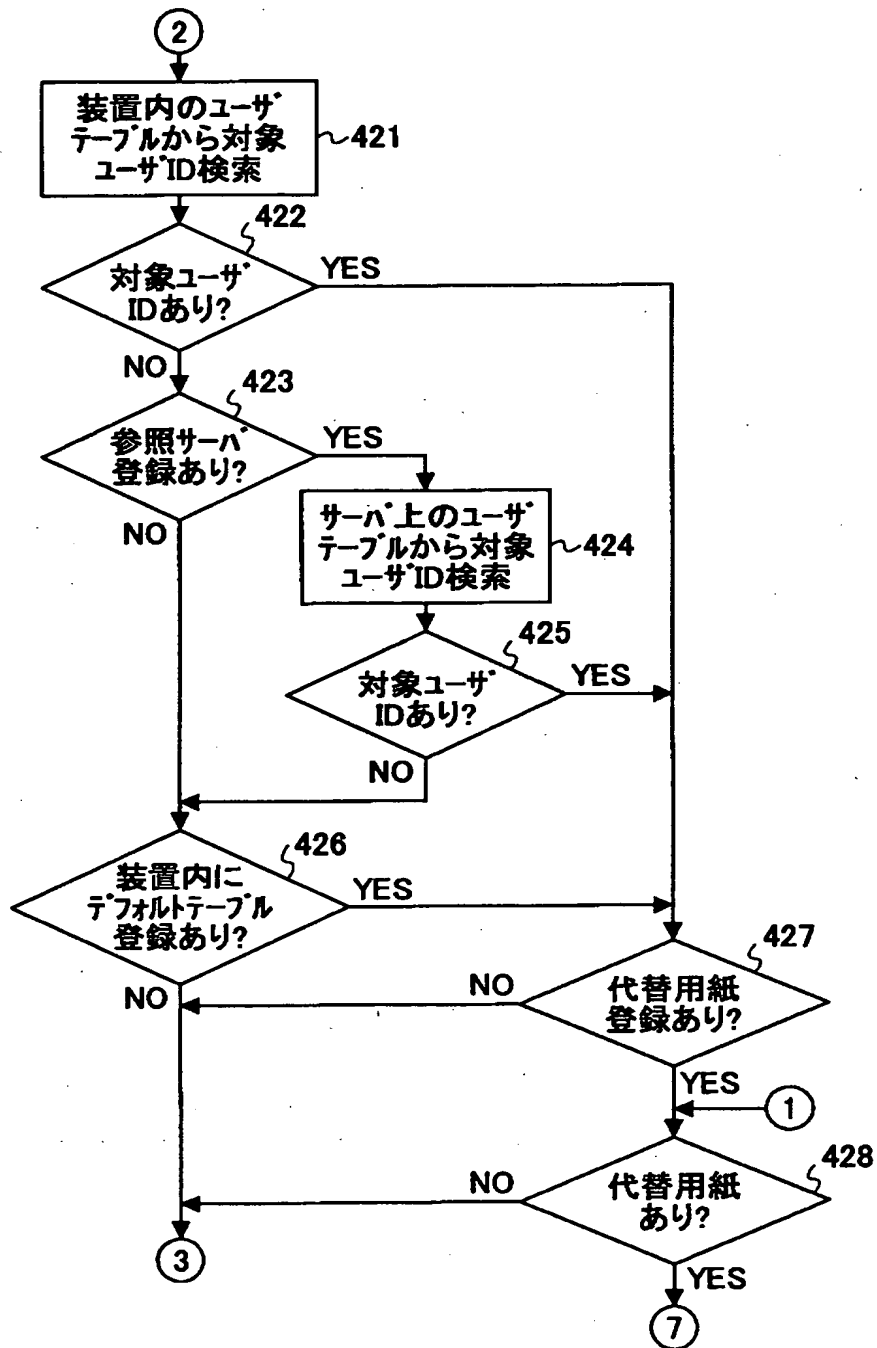 2
装置内のユーザ
テーブルから対象
ユーザID検索
421
422
対象ユーザ
IDあり?
YES
NO
423
参照サーバ
登録あり?
YES
NO
サーバ上のユーザ
テーブルから対象
ユーザID検索
424
425
対象ユーザ
IDあり?
YES
NO
426
装置内に
デフォルトテーブル
登録あり?
YES
NO
427
代替用紙
登録あり?
NO
YES
1
428
代替用紙
あり?
NO
YES
3
7